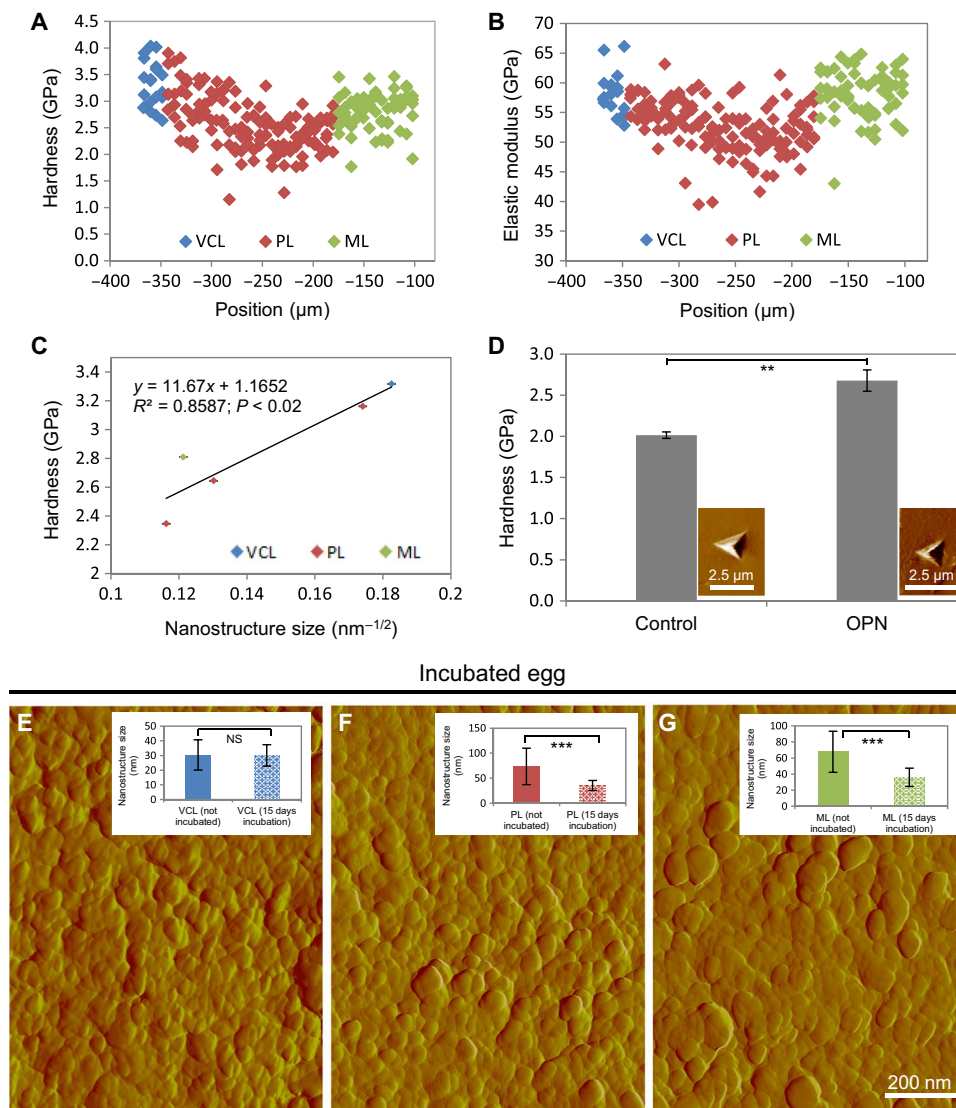 A
Hardness (GPa)
4.5
4.0
3.5
3.0
2.5
2.0
1.5
1.0
0.5
0.0
VCL PL ML
−400 −350 −300 −250 −200 −150 −100
Position (µm)
B
Elastic modulus (GPa)
70
65
60
55
50
45
40
35
30
VCL PL ML
−400 −300 −200 −100
Position (µm)
C
Hardness (GPa)
3.6
3.4
3.2
3
2.8
2.6
2.4
2.2
2
y = 11.67x + 1.1652
R² = 0.8587; P < 0.02
VCL PL ML
0.1 0.12 0.14 0.16 0.18 0.2
Nanostructure size (nm⁻¹/²)
D
Hardness (GPa)
3.0
2.5
2.0
1.5
1.0
0.5
0.0
**
2.5 µm
2.5 µm
Control OPN
Incubated egg
E
Nanostructure size
(nm)
50
40
30
20
10
0
NS
VCL (not
incubated)
VCL (15 days
incubation)
F
Nanostructure size
(nm)
150
100
50
0
***
PL (not
incubated)
PL (15 days
incubation)
G
Nanostructure size
(nm)
100
80
60
40
20
0
***
ML (not
incubated)
ML (15 days
incubation)
200 nm